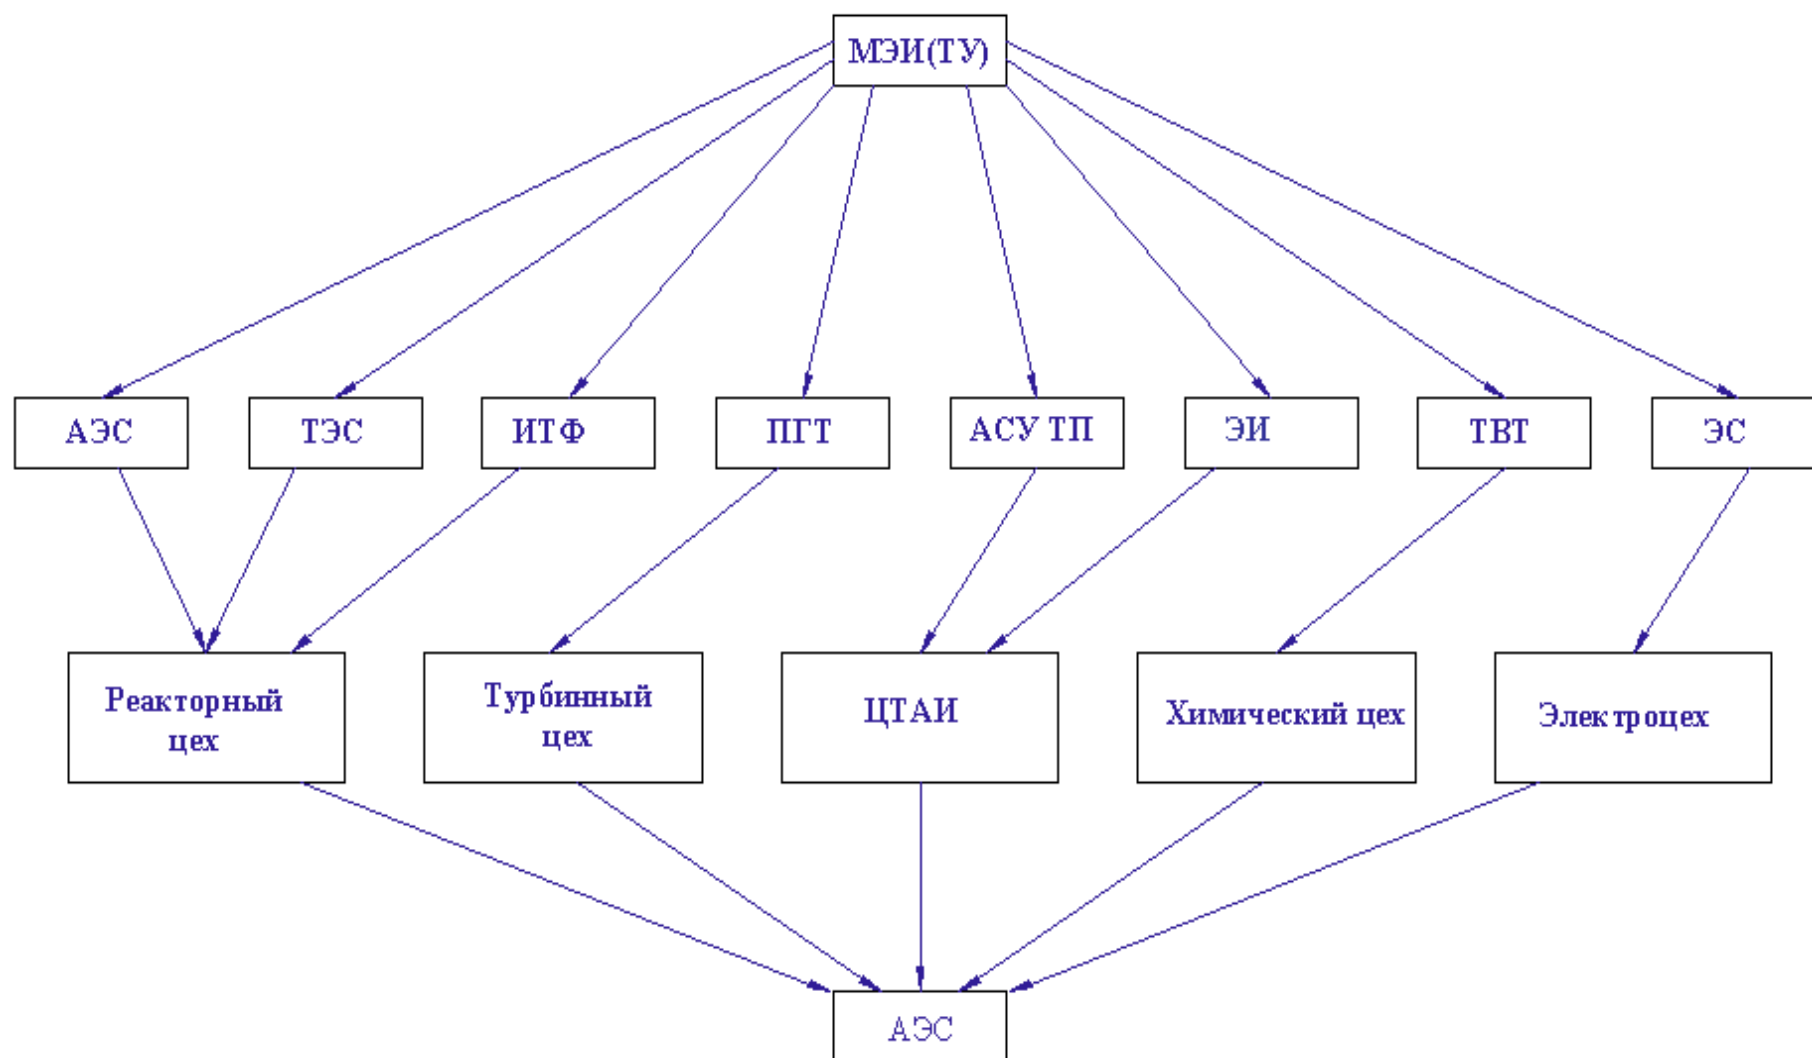 МЭИ(ТУ)
АЭС
ТЭС
ИТФ
ПГТ
АСУ ТП
ЭИ
ТВТ
ЭС
Реакторный
цех
Турбинный
цех
ЦТАИ
Химический цех
Электроцех
АЭС